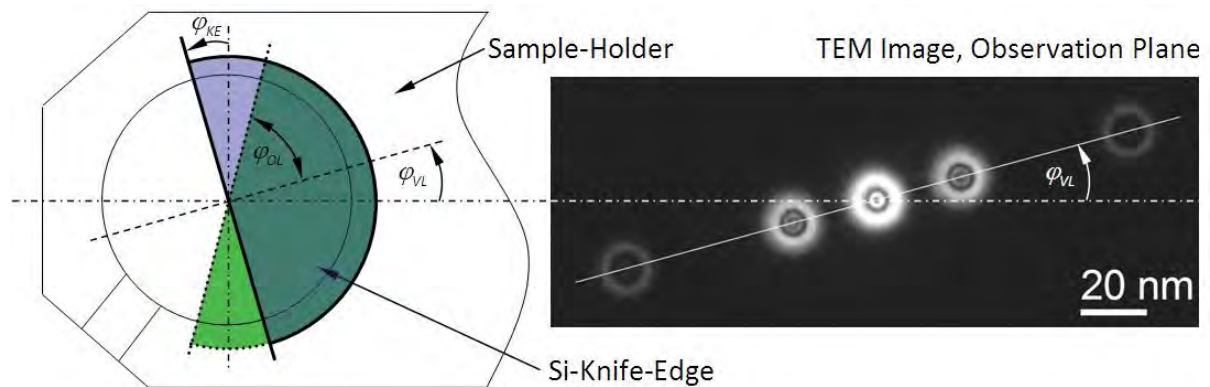 φKE
Sample-Holder
TEM Image, Observation Plane
φOL
φVL
φVL
20 nm
Si-Knife-Edge